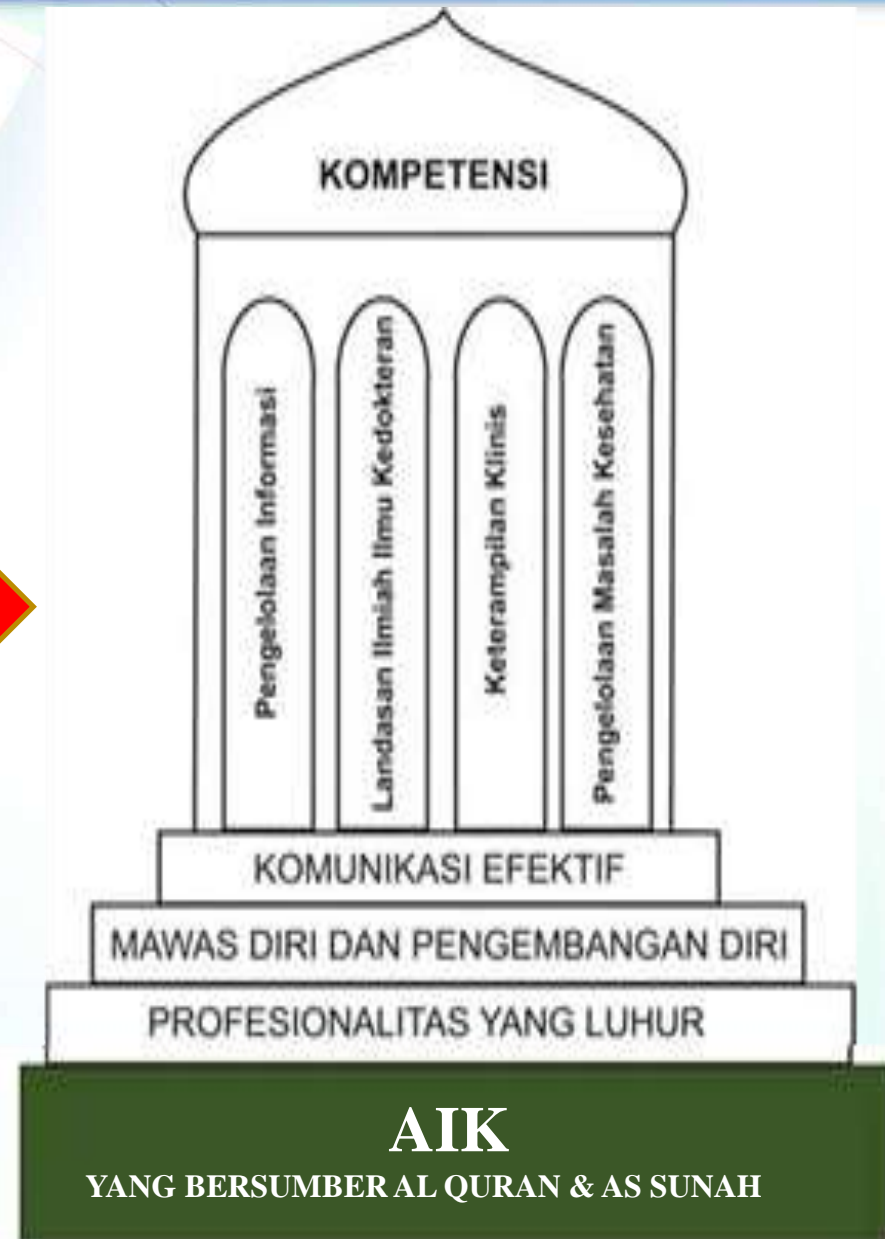 KOMPETENSI
Pengelolaan Informasi
Landasan Ilmiah Ilmu Kedokteran
Keterampilan Klinis
Pengelolaan Masalah Kesehatan
KOMUNIKASI EFEKTIF
MAWAS DIRI DAN PENGEMBANGAN DIRI
PROFESIONALITAS YANG LUHUR
AIK
YANG BERSUMBER AL QURAN & AS SUNAH